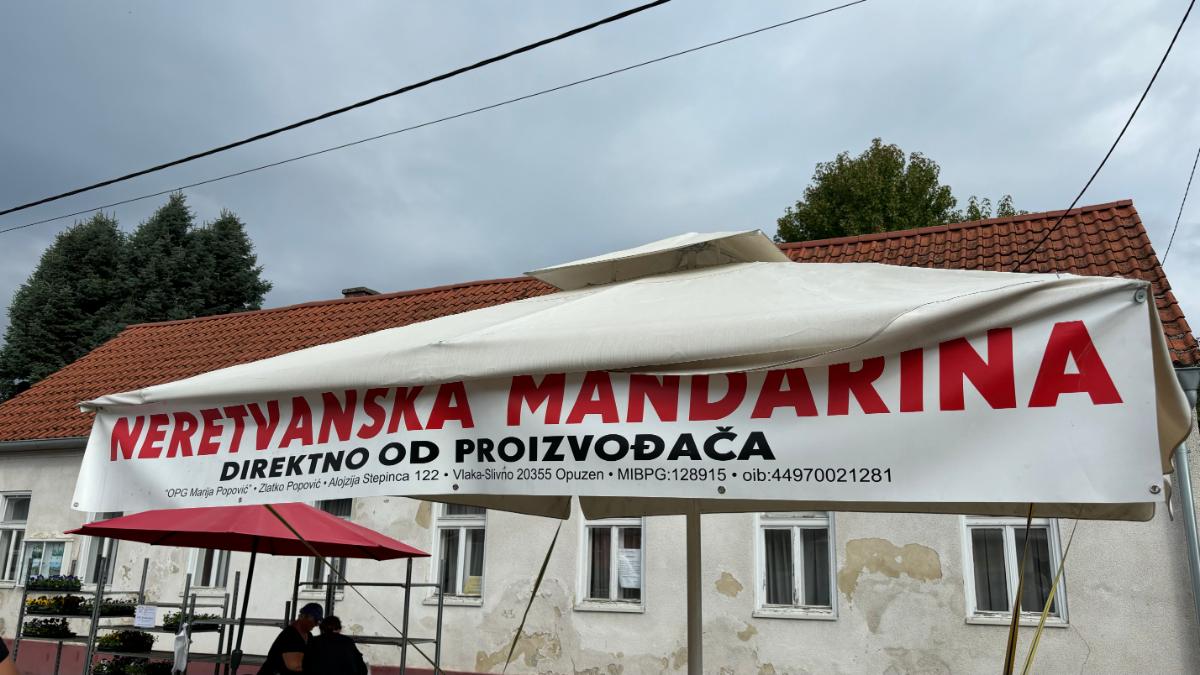 NERETVANSKA MANDARINA
DIREKTNO OD PROIZVOĐAČA
"OPG Marija Popović" • Zlatko Popović • Alojzija Stepinca 122 • Vlaka-Slivno 20355 Opuzen • MIBPG:128915 • oib:44970021281